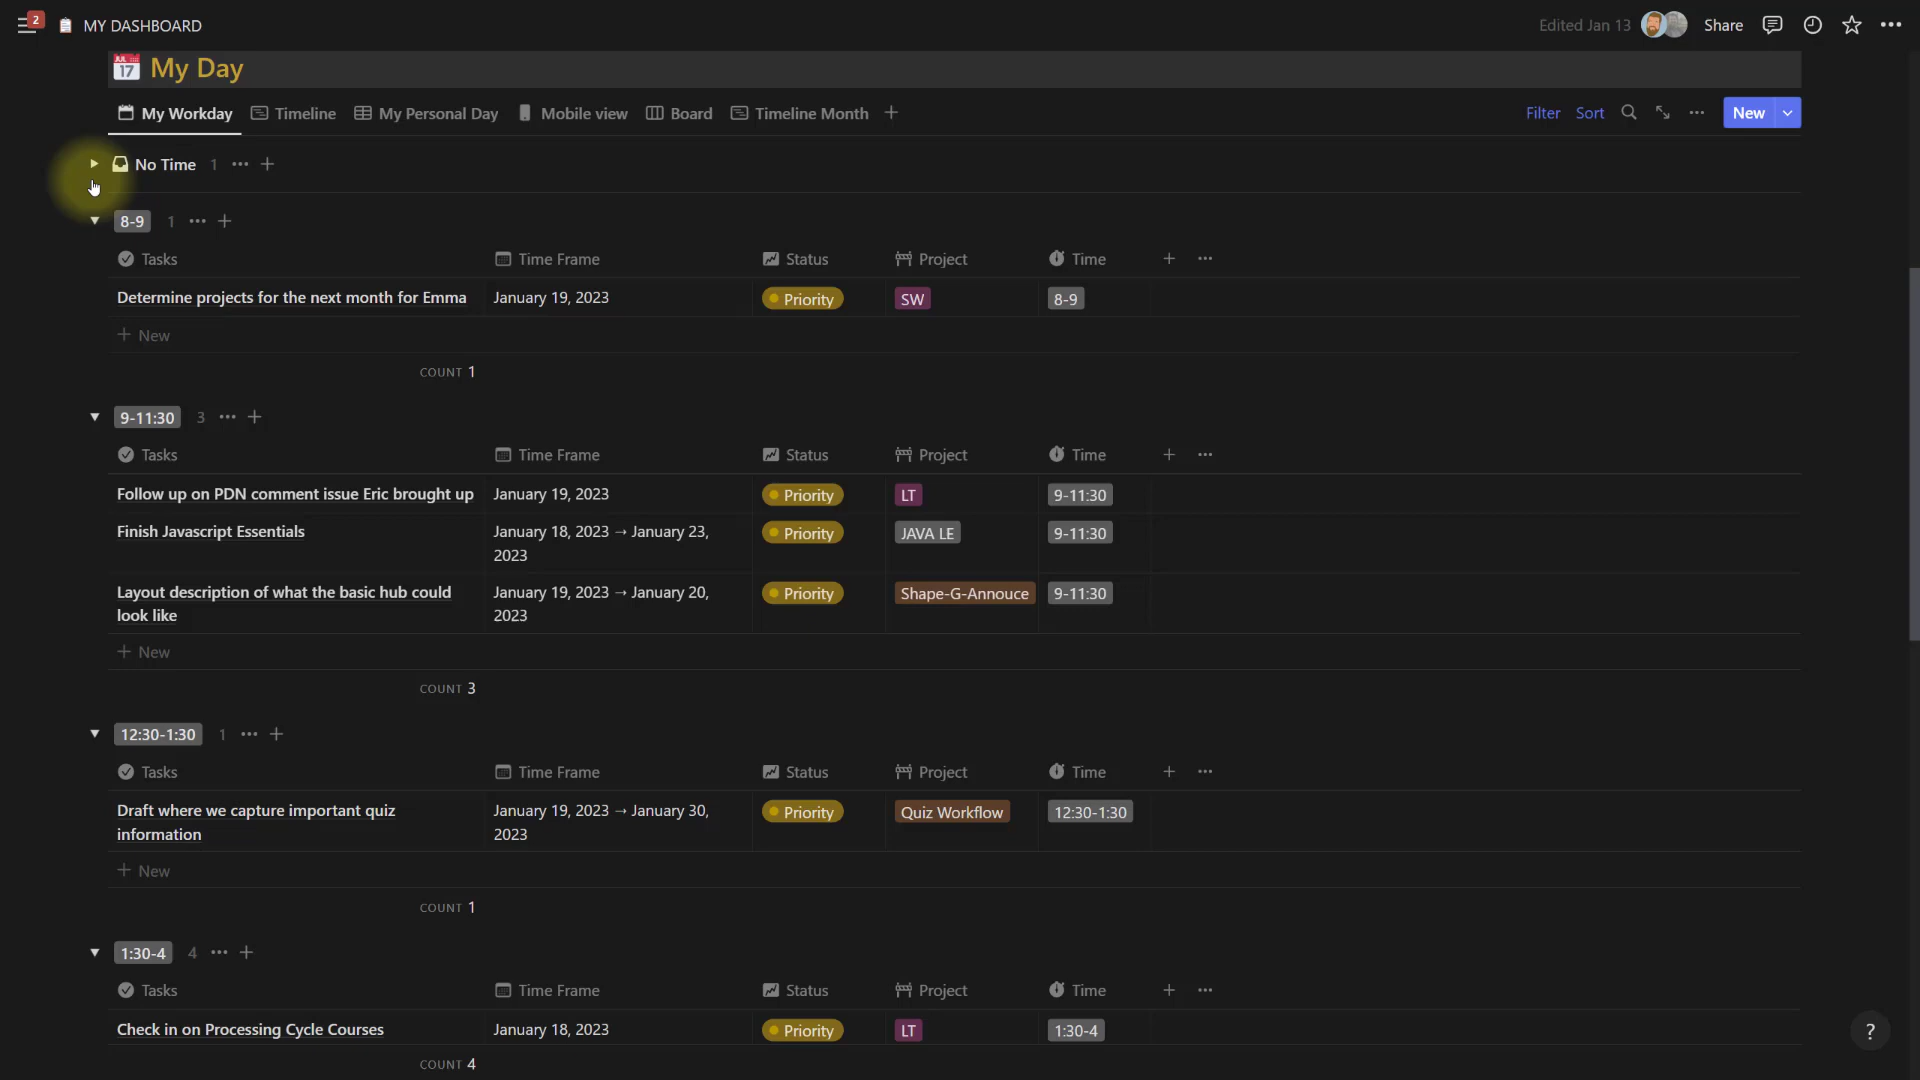 2
MY DASHBOARD
Edited Jan 13
Share
JUL
17
My Day
My Workday
Timeline
My Personal Day
Mobile view
Board
Timeline Month
Filter
Sort
New
No Time 1
8-9 1
Tasks Time Frame Status Project Time
Determine projects for the next month for Emma January 19, 2023 Priority SW 8-9
+ New
COUNT 1
9-11:30 3
Tasks Time Frame Status Project Time
Follow up on PDN comment issue Eric brought up January 19, 2023 Priority LT 9-11:30
Finish Javascript Essentials January 18, 2023 → January 23, Priority JAVA LE 9-11:30
2023
Layout description of what the basic hub could January 19, 2023 → January 20, Priority Shape-G-Annouce 9-11:30
look like 2023
+ New
COUNT 3
12:30-1:30 1
Tasks Time Frame Status Project Time
Draft where we capture important quiz January 19, 2023 → January 30, Priority Quiz Workflow 12:30-1:30
information 2023
+ New
COUNT 1
1:30-4 4
Tasks Time Frame Status Project Time
Check in on Processing Cycle Courses January 18, 2023 Priority LT 1:30-4
COUNT 4
?